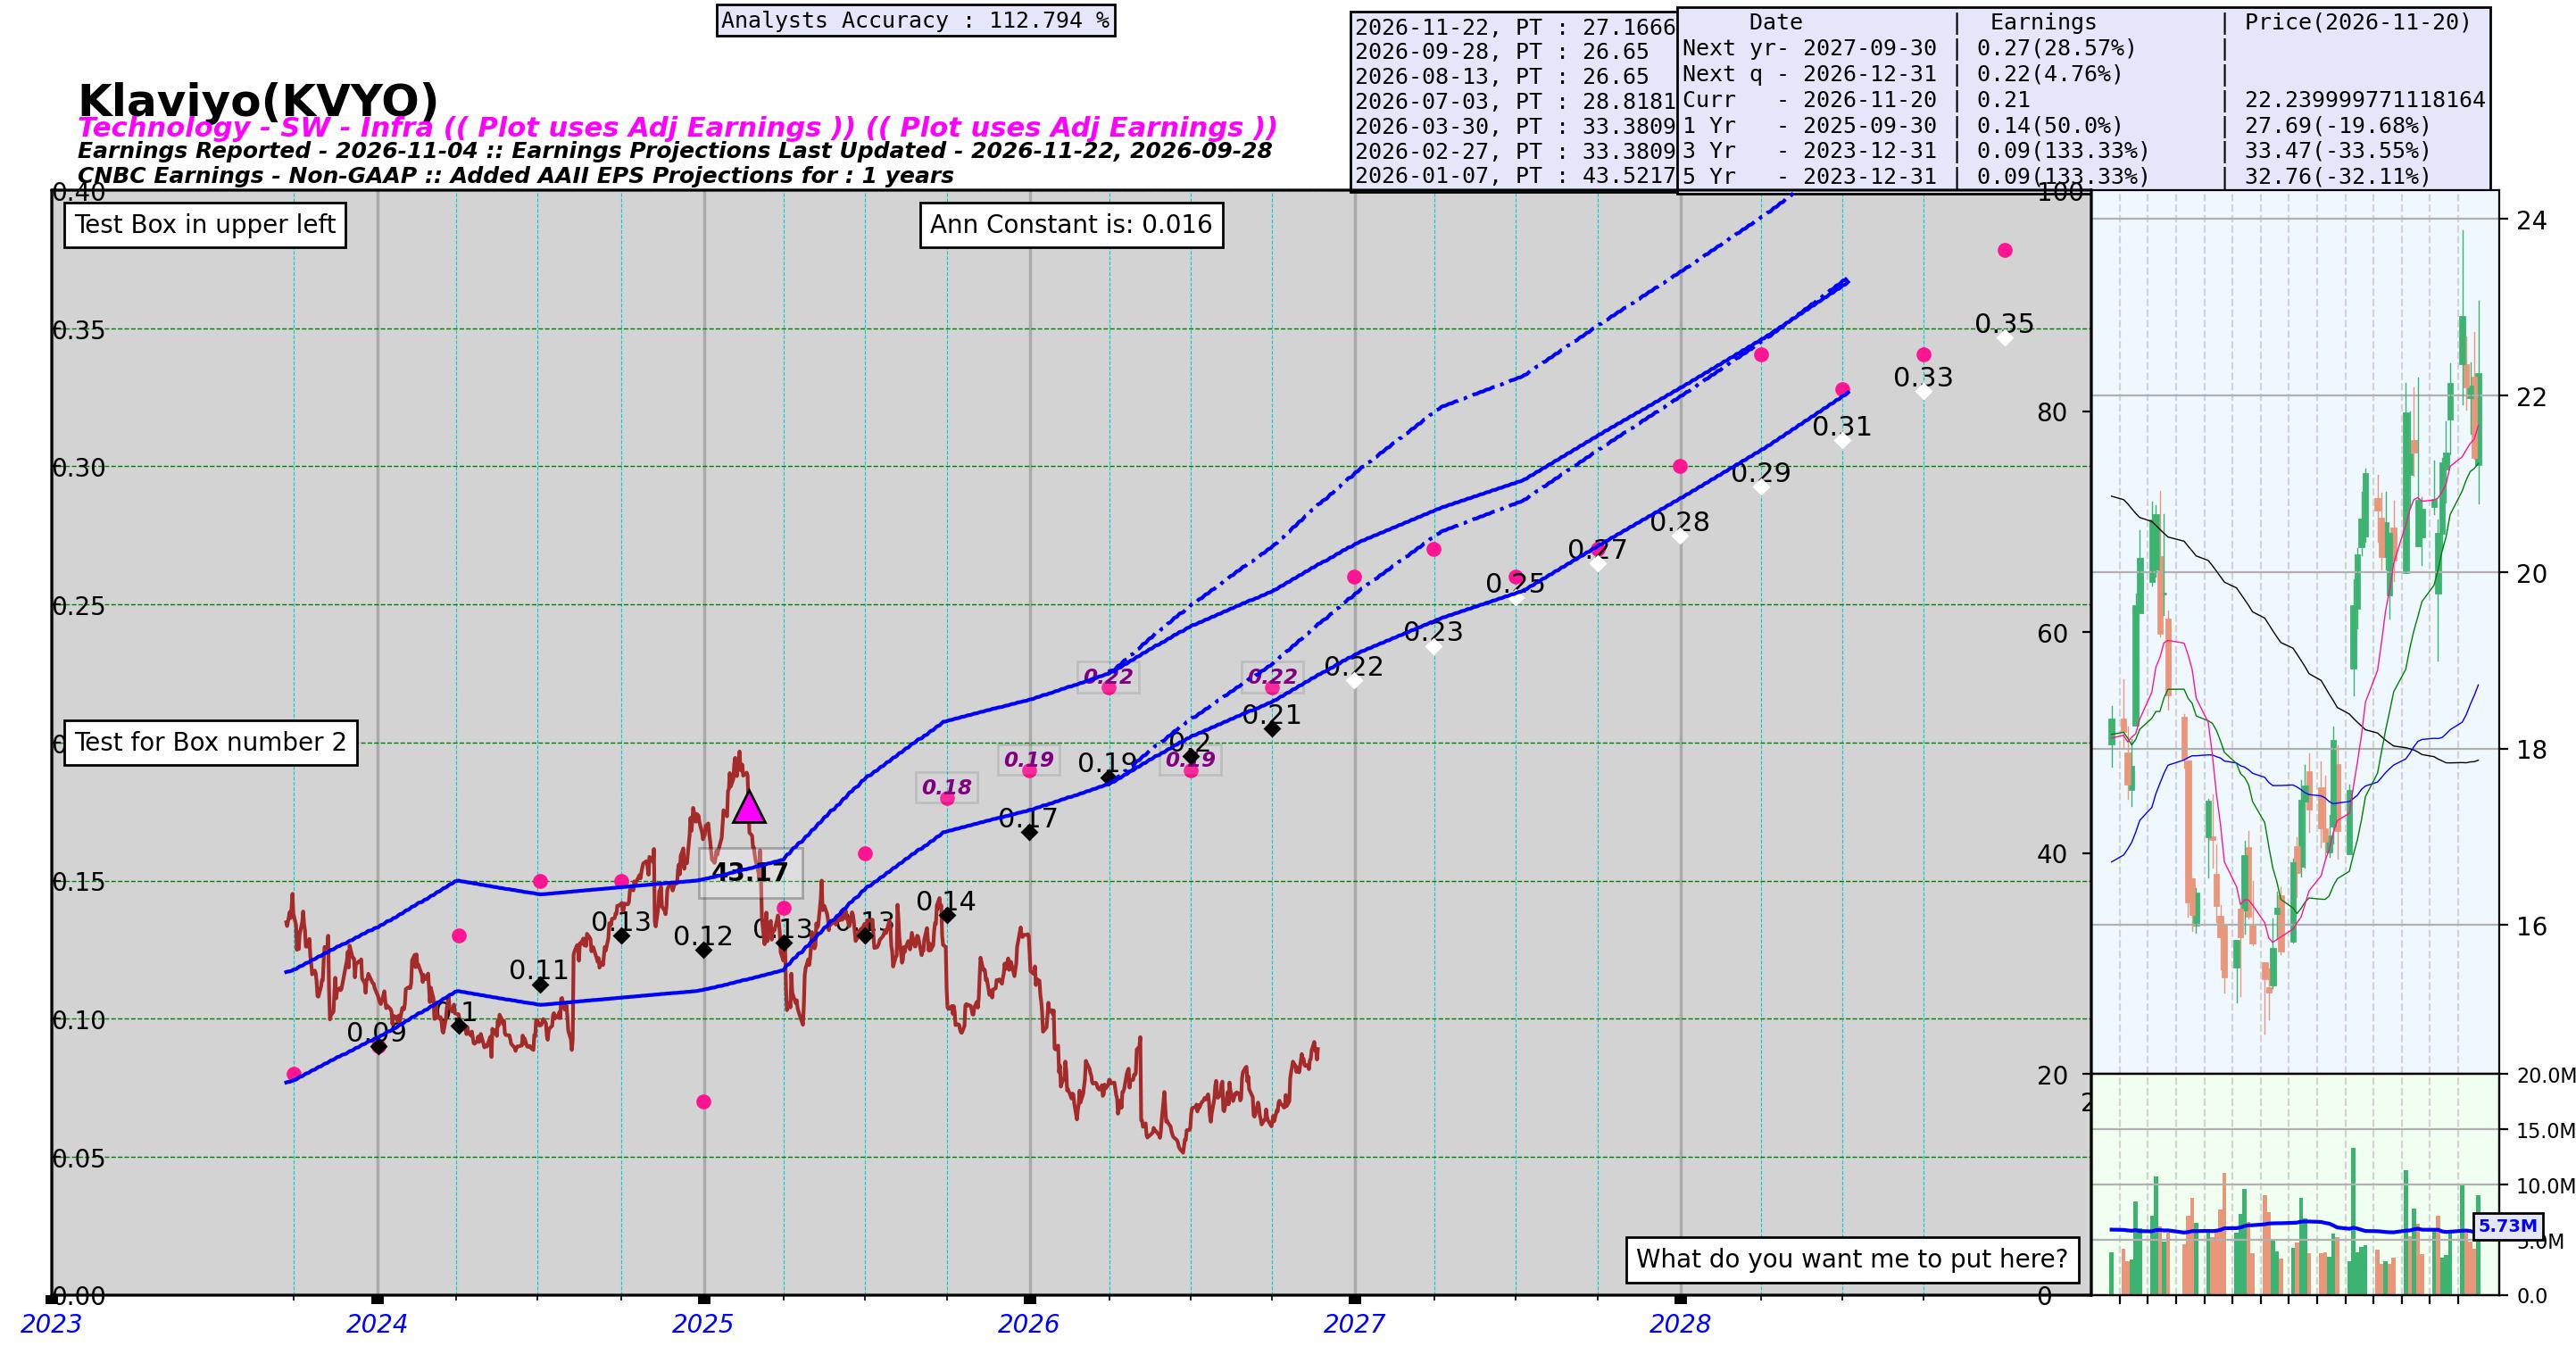 Analysts Accuracy : 112.794 %
2026-11-22, PT : 27.1666
2026-09-28, PT : 26.65
2026-08-13, PT : 26.65
2026-07-03, PT : 28.8181
2026-03-30, PT : 33.3809
2026-02-27, PT : 33.3809
2026-01-07, PT : 43.5217
Date | Earnings | Price(2026-11-20)
Next yr- 2027-09-30 | 0.27(28.57%) |
Next q - 2026-12-31 | 0.22(4.76%) |
Curr - 2026-11-20 | 0.21 | 22.239999771118164
1 Yr - 2025-09-30 | 0.14(50.0%) | 27.69(-19.68%)
3 Yr - 2023-12-31 | 0.09(133.33%) | 33.47(-33.55%)
5 Yr - 2023-12-31 | 0.09(133.33%) | 32.76(-32.11%)
Klaviyo(KVYO)
Technology - SW - Infra (( Plot uses Adj Earnings )) (( Plot uses Adj Earnings ))
Earnings Reported - 2026-11-04 :: Earnings Projections Last Updated - 2026-11-22, 2026-09-28
CNBC Earnings - Non-GAAP :: Added AAII EPS Projections for : 1 years
Test Box in upper left
Ann Constant is: 0.016
Test for Box number 2
What do you want me to put here?
0.40
0.35
0.30
0.25
0.15
0.10
0.05
0.00
100
80
60
40
20
0
0.09
0.1
0.11
0.13
0.12
0.13
0.13
0.14
0.17
0.19
0.2
0.21
0.22
0.23
0.25
0.27
0.28
0.29
0.31
0.33
0.35
0.18
0.19
0.22
0.19
0.22
43.17
2023
2024
2025
2026
2027
2028
24
22
20
18
16
20.0M
15.0M
10.0M
5.73M
5.0M
0.0